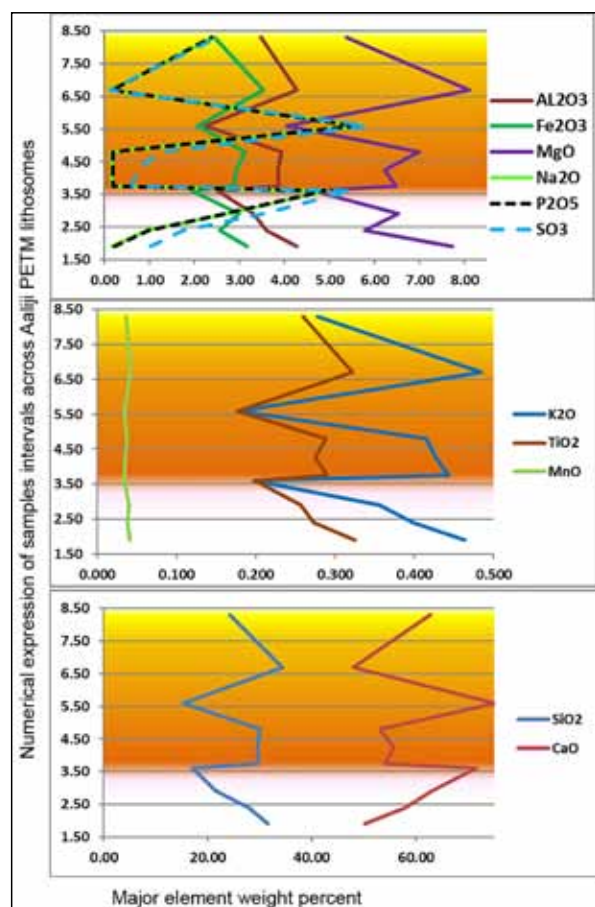 Numerical expression of samples intervals across Aaliji PETM lithosomes
8.50
7.50
6.50
5.50
4.50
3.50
2.50
1.50
0.00 1.00 2.00 3.00 4.00 5.00 6.00 7.00 8.00
AL2O3
Fe2O3
MgO
Na2O
P2O5
SO3
8.50
7.50
6.50
5.50
4.50
3.50
2.50
1.50
0.000 0.100 0.200 0.300 0.400 0.500
K2O
TiO2
MnO
8.50
7.50
6.50
5.50
4.50
3.50
2.50
1.50
0.00 20.00 40.00 60.00
SiO2
CaO
Major element weight percent